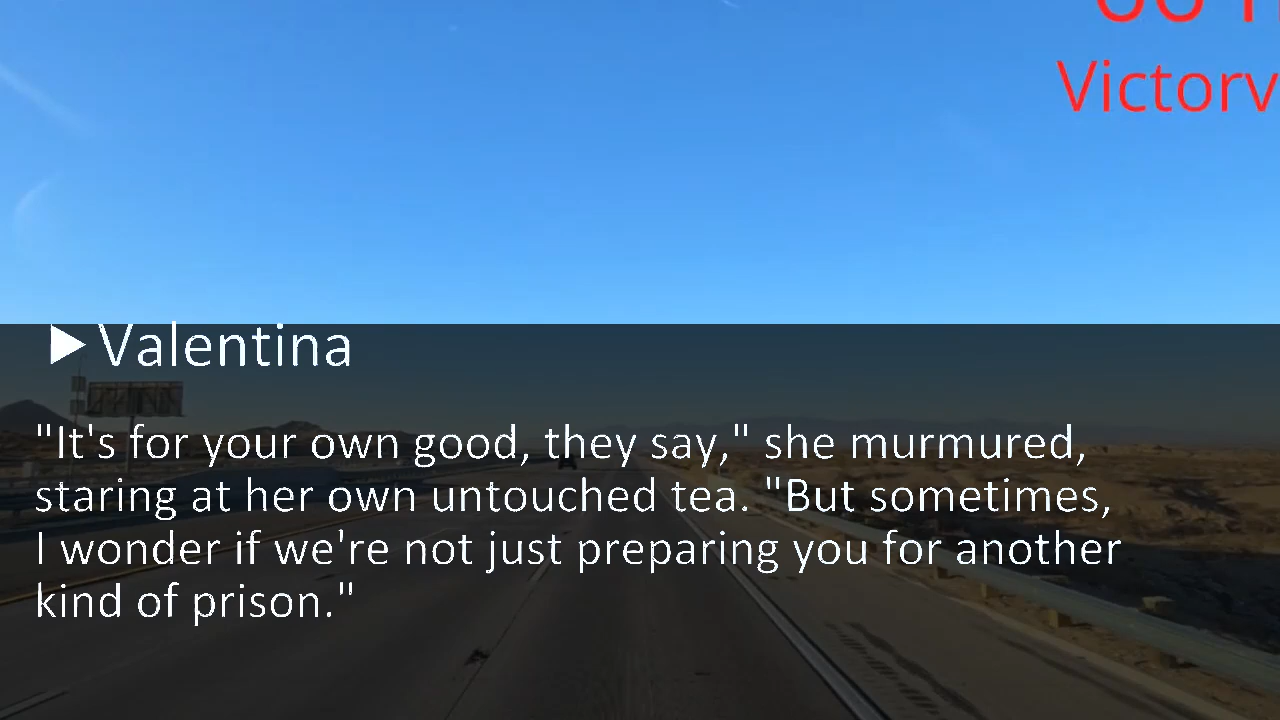 Victorv
▶Valentina
"It's for your own good, they say," she murmured,
staring at her own untouched tea. "But sometimes,
I wonder if we're not just preparing you for another
kind of prison."